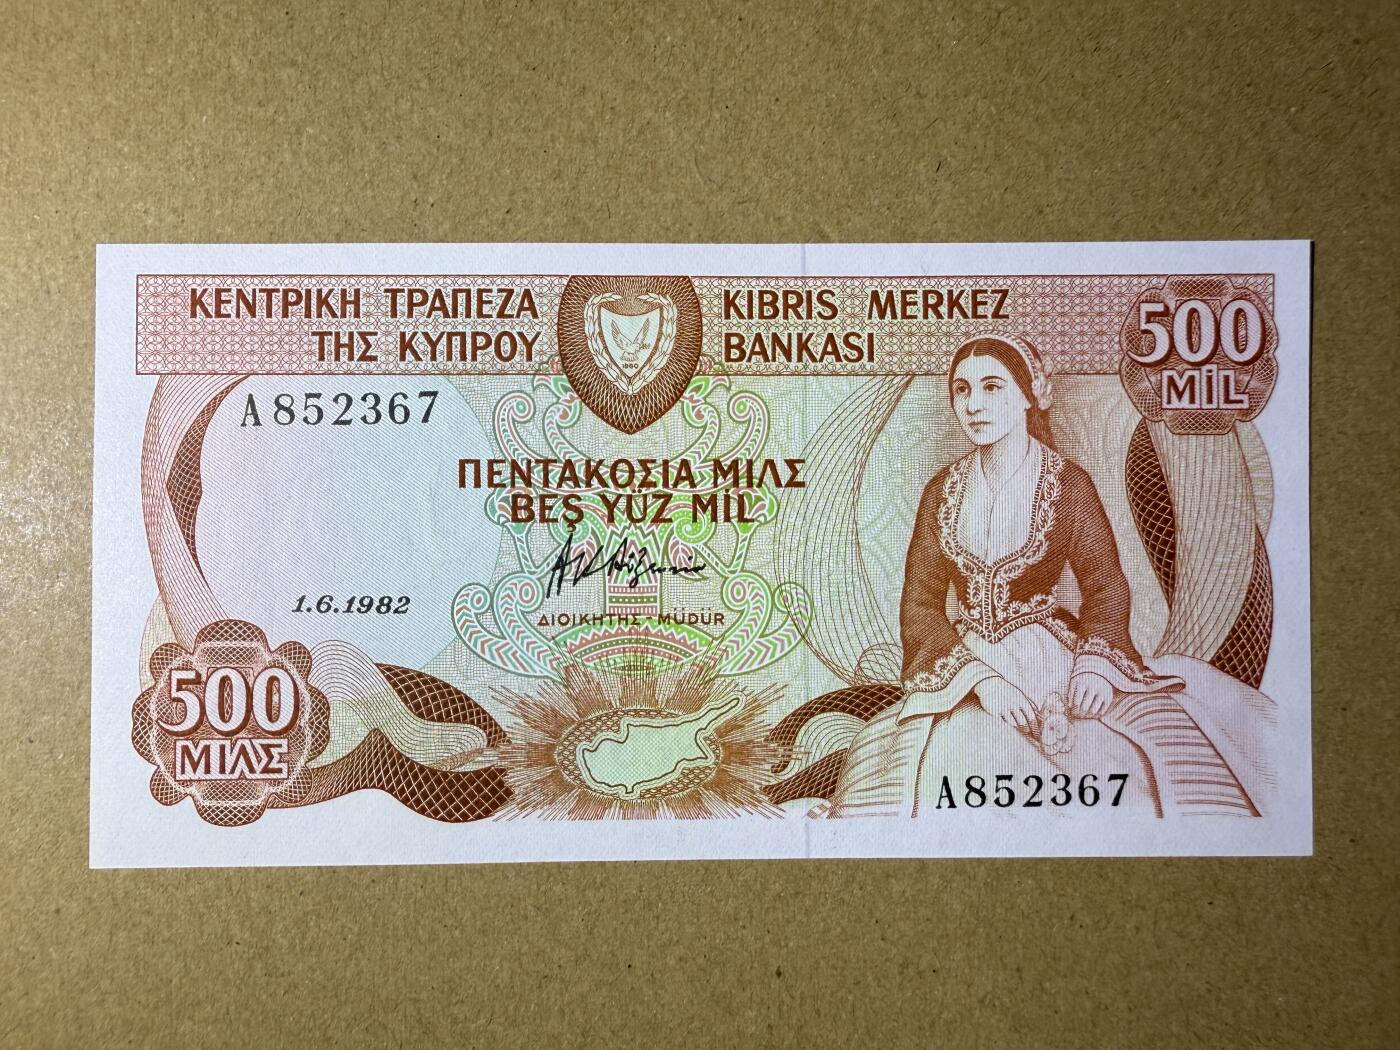 ΚΕΝΤΡΙΚΗ ΤΡΑΠΕΖΑ
ΤΗΣ ΚΥΠΡΟΥ
KIBRIS MERKEZ
BANKASI
500
MİL
1960
A852367
ΠΕΝΤΑΚΟΣΙΑ ΜΙΛΣ
BEŞ YÜZ MİL
1.6.1982
ΔΙΟΙΚΗΤΗΣ - MÜDÜR
500
ΜΙΛΣ
A852367